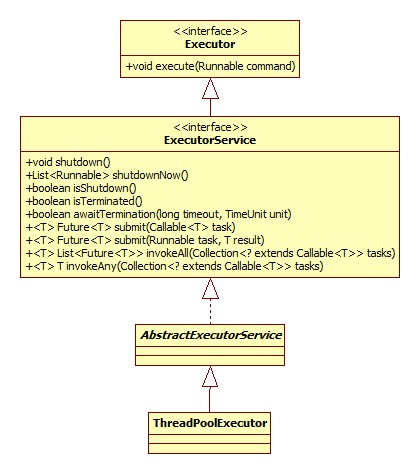 <<interface>>
Executor
+void execute(Runnable command)
<<interface>>
ExecutorService
+void shutdown()
+List<Runnable> shutdownNow()
+boolean isShutdown()
+boolean isTerminated()
+boolean awaitTermination(long timeout, TimeUnit unit)
+<T> Future<T> submit(Callable<T> task)
+<T> Future<T> submit(Runnable task, T result)
+<T> List<Future<T>> invokeAll(Collection<? extends Callable<T>> tasks)
+<T> T invokeAny(Collection<? extends Callable<T>> tasks)
AbstractExecutorService
ThreadPoolExecutor